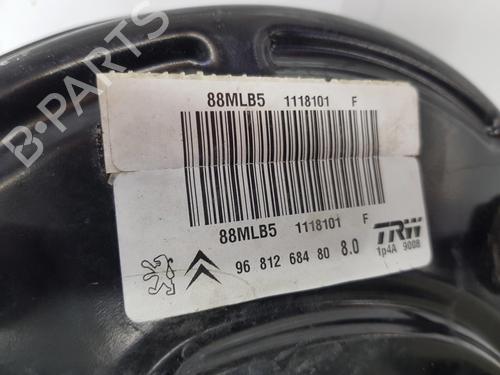 B-PARTS
88MLB5 1118101 F
88MLB5 1118101 F
96 812 684 80 8.0
TRW
1p4A 9008